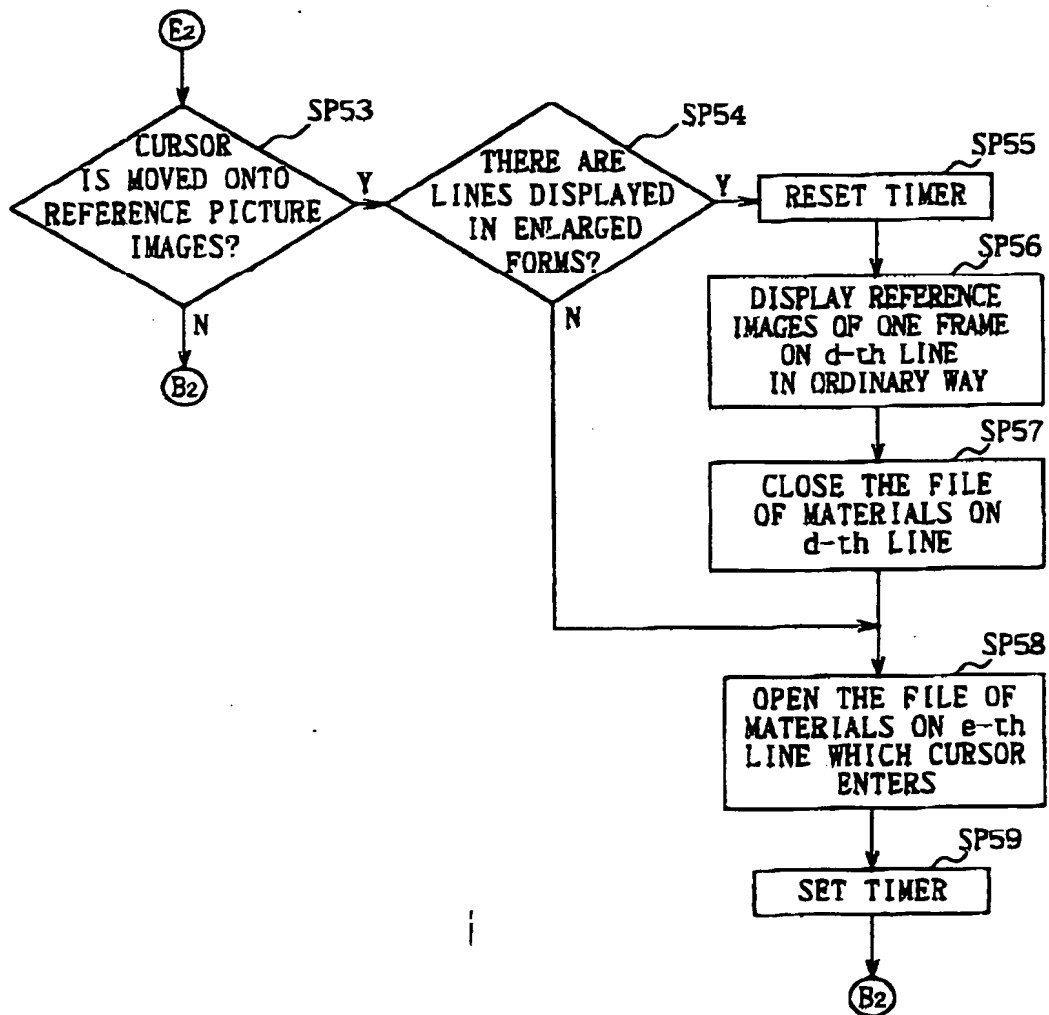 E2
SP53
CURSOR
IS MOVED ONTO
REFERENCE PICTURE
IMAGES?
Y
N
B2
SP54
THERE ARE
LINES DISPLAYED
IN ENLARGED
FORMS?
Y
N
SP55
RESET TIMER
SP56
DISPLAY REFERENCE
IMAGES OF ONE FRAME
ON d-th LINE
IN ORDINARY WAY
SP57
CLOSE THE FILE
OF MATERIALS ON
d-th LINE
SP58
OPEN THE FILE OF
MATERIALS ON e-th
LINE WHICH CURSOR
ENTERS
SP59
SET TIMER
B2